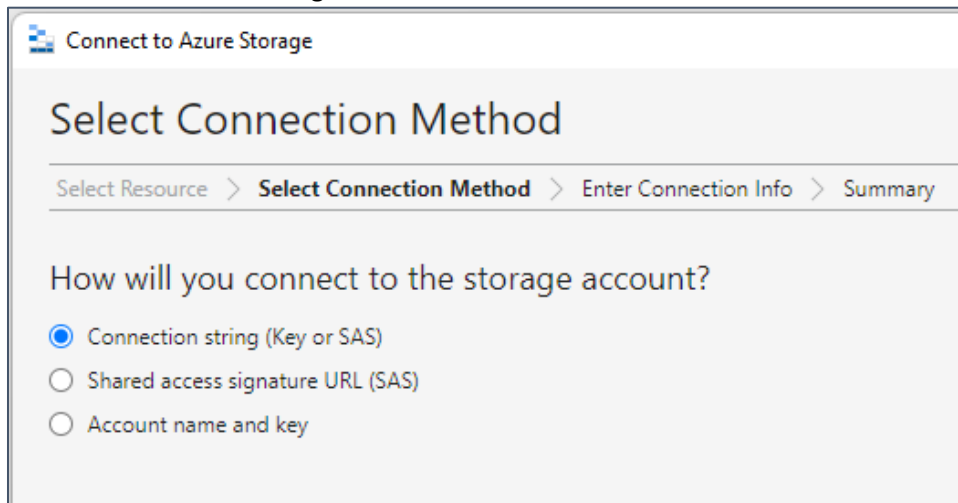 Connect to Azure Storage
Select Connection Method
Select Resource > Select Connection Method > Enter Connection Info > Summary
How will you connect to the storage account?
Connection string (Key or SAS)
Shared access signature URL (SAS)
Account name and key